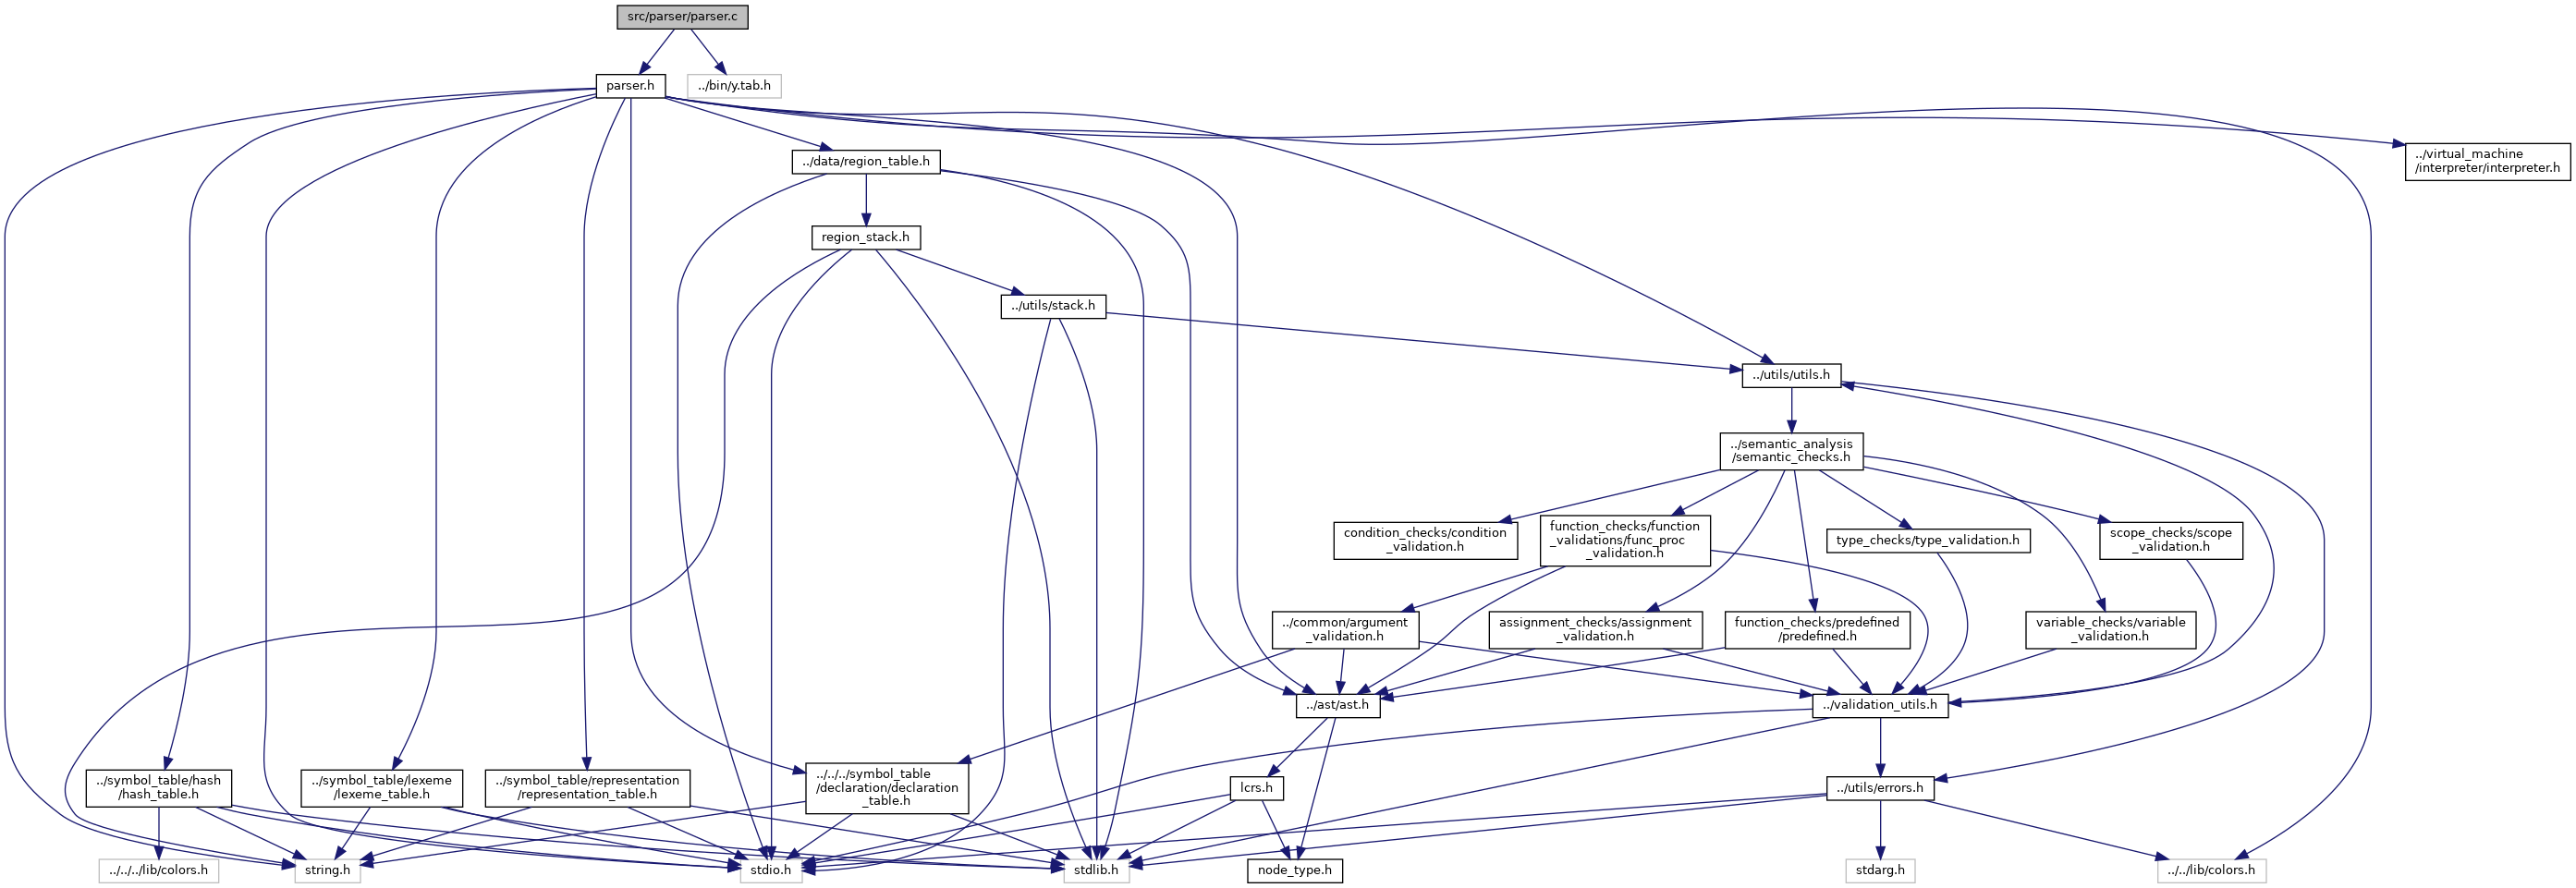 src/parser/parser.c
parser.h
../bin/y.tab.h
../data/region_table.h
../virtual_machine
/interpreter/interpreter.h
region_stack.h
../utils/stack.h
../utils/utils.h
../semantic_analysis
/semantic_checks.h
condition_checks/condition
_validation.h
function_checks/function
_validations/func_proc
_validation.h
type_checks/type_validation.h
scope_checks/scope
_validation.h
../common/argument
_validation.h
assignment_checks/assignment
_validation.h
function_checks/predefined
/predefined.h
variable_checks/variable
_validation.h
../ast/ast.h
../validation_utils.h
../symbol_table/hash
/hash_table.h
../symbol_table/lexeme
/lexeme_table.h
../symbol_table/representation
/representation_table.h
../../../symbol_table
/declaration/declaration
_table.h
lcrs.h
../utils/errors.h
../../../lib/colors.h
string.h
stdio.h
stdlib.h
node_type.h
stdarg.h
../../lib/colors.h